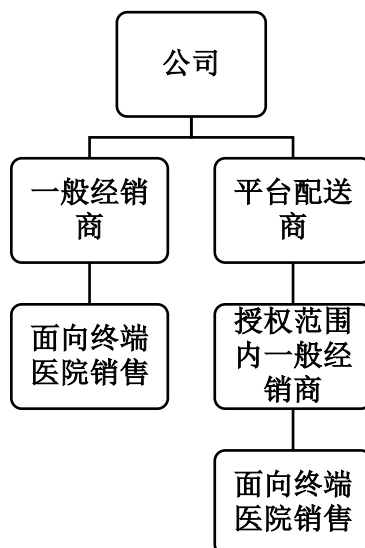 公司
一般经销
商
平台配送
商
面向终端
医院销售
授权范围
内一般经
销商
面向终端
医院销售